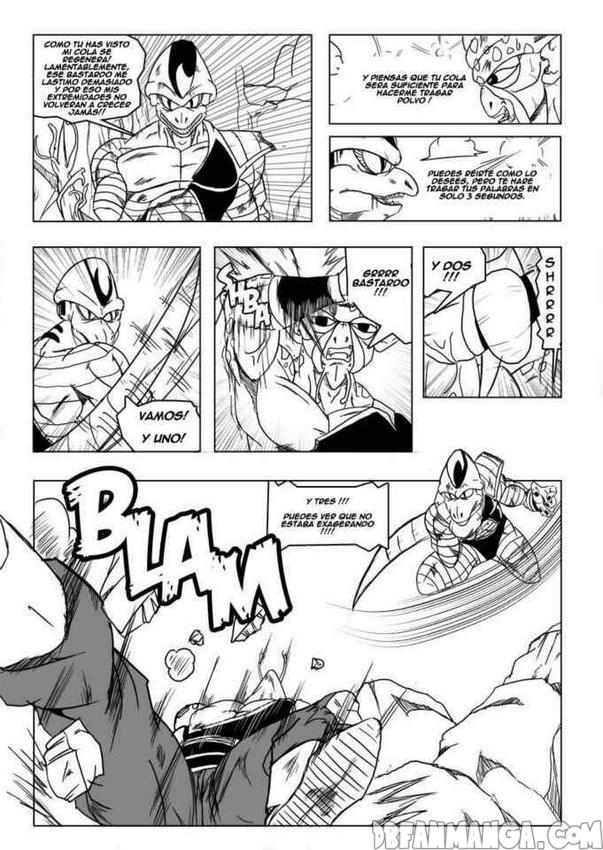 COMO TU HAS VISTO
MI COLA SE
REGENERA!
LAMENTABLEMENTE,
ESE BASTARDO ME
LASTIMO DEMASIADO
Y POR ESO MIS
EXTREMIDADES NO
VOLVERAN A CRECER
JAMÁS!!
Y PIENSAS QUE TU COLA
SERA SUFICIENTE PARA
HACERME TRAGAR
POLVO !
PUEDES RÉIRTE COMO LO
DESEES, PERO TE HARE
TRAGAR TUS PALABRAS EN
SOLO 3 SEGUNDOS.
VAMOS!
Y UNO!
SHBA
GRRRR
BASTARDO
!!!
Y DOS
!!!
SHRRRR
BLAM
Y TRES !!!
PUEDES VER QUE NO
ESTABA EXAGERANDO
!!!!
DBFANMANGA.COM